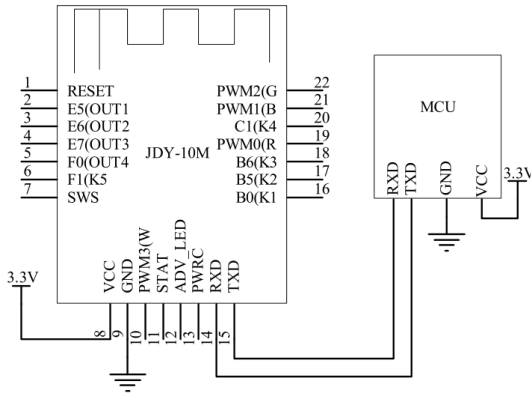 1 RESET PWM2(G 22
2 E5(OUT1 PWM1(B 21
3 E6(OUT2 C1(K4 20
4 E7(OUT3 PWM0(R 19
5 F0(OUT4 B6(K3 18
6 F1(K5 B5(K2 17
7 SWS B0(K1 16
JDY-10M
MCU
RXD
TXD
GND
VCC
3.3V
3.3V
VCC
GND
PWM3(W
STAT
ADV_LED
PWRC
RXD
TXD
8
9
10
11
12
13
14
15